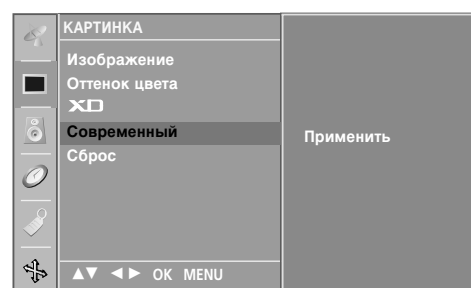 КАРТИНКА
Изображение
Оттенок цвета
XD
Современный
Применить
Сброс
▲▼ ◄► OK MENU